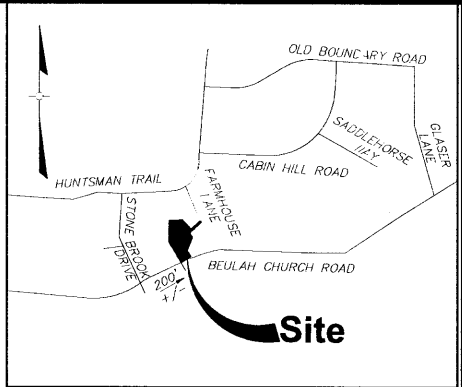 OLD BOUNDARY ROAD
SADDLEHORSE
WAY
GLASER
LANE
CABIN HILL ROAD
HUNTSMAN TRAIL
FARMHOUSE
LANE
STONE BROOK
DRIVE
BEULAH CHURCH ROAD
200'
+/-
Site